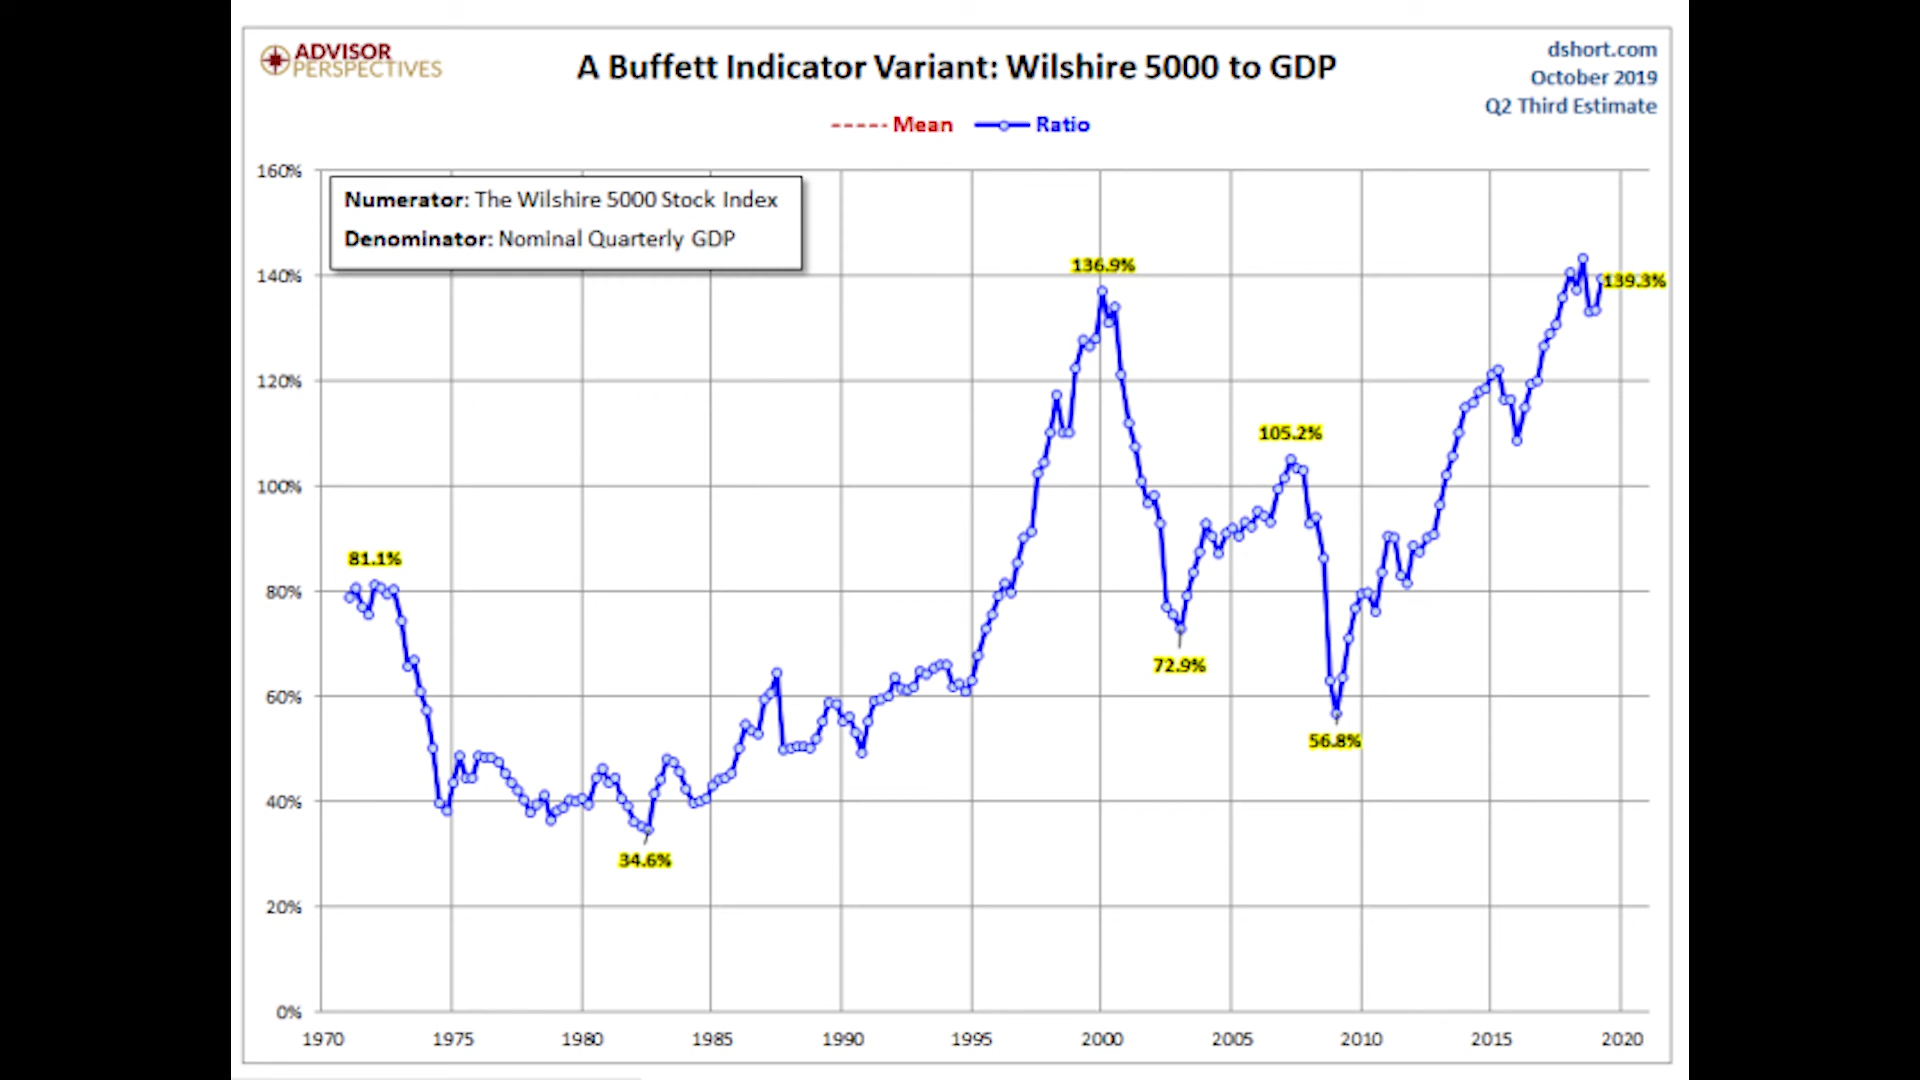 ADVISOR
PERSPECTIVES
A Buffett Indicator Variant: Wilshire 5000 to GDP
dshort.com
October 2019
Q2 Third Estimate
Mean Ratio
Numerator: The Wilshire 5000 Stock Index
Denominator: Nominal Quarterly GDP
160%
140%
120%
100%
80%
60%
40%
20%
0%
81.1%
34.6%
136.9%
72.9%
105.2%
56.8%
139.3%
1970 1975 1980 1985 1990 1995 2000 2005 2010 2015 2020